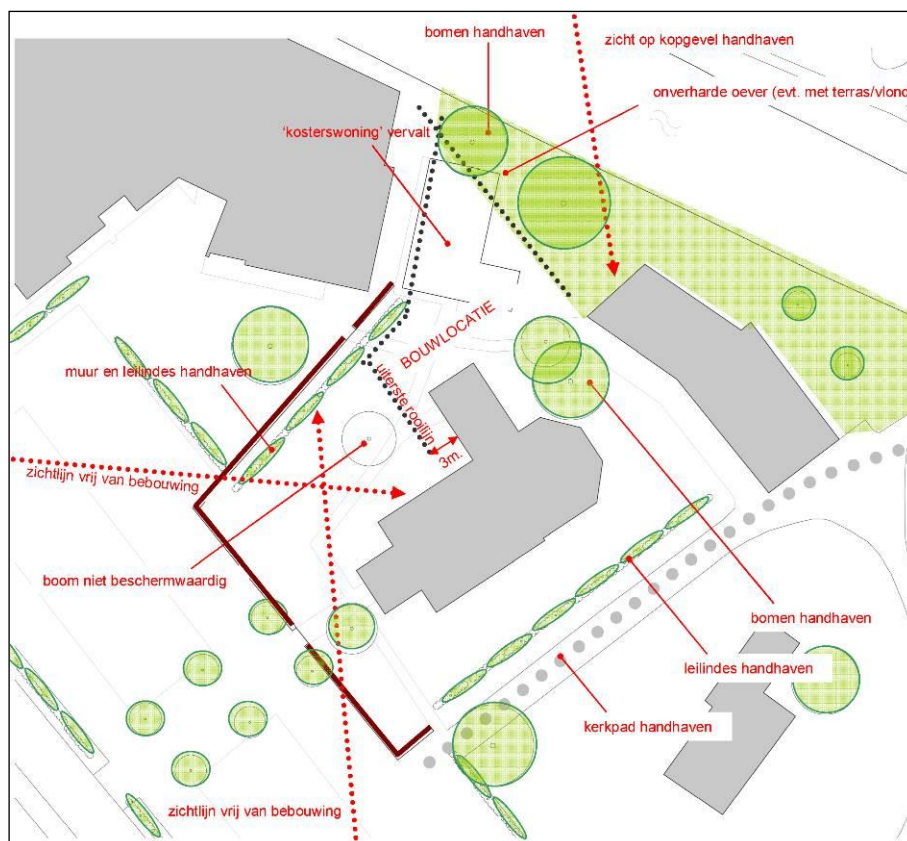 bomen handhaven
zicht op kopgevel handhaven
onverharde oever (evt. met terras/vlond
'kosterswoning' vervalt
BOUWLOCATIE
muur en leilindes handhaven
uiterste rooilijn
3m.
zichtlijn vrij van bebouwing
boom niet beschermwaardig
bomen handhaven
leilindes handhaven
kerkpad handhaven
zichtlijn vrij van bebouwing